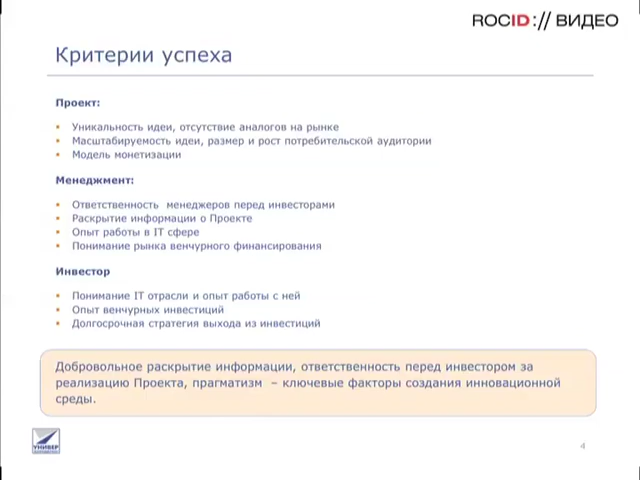 ROCID:// ВИДЕО
Критерии успеха
Проект:
• Уникальность идеи, отсутствие аналогов на рынке
• Масштабируемость идеи, размер и рост потребительской аудитории
• Модель монетизации
Менеджмент:
• Ответственность менеджеров перед инвесторами
• Раскрытие информации о Проекте
• Опыт работы в IT сфере
• Понимание рынка венчурного финансирования
Инвестор
• Понимание IT отрасли и опыт работы с ней
• Опыт венчурных инвестиций
• Долгосрочная стратегия выхода из инвестиций
Добровольное раскрытие информации, ответственность перед инвестором за
реализацию Проекта, прагматизм – ключевые факторы создания инновационной
среды.
УНИВЕР
4